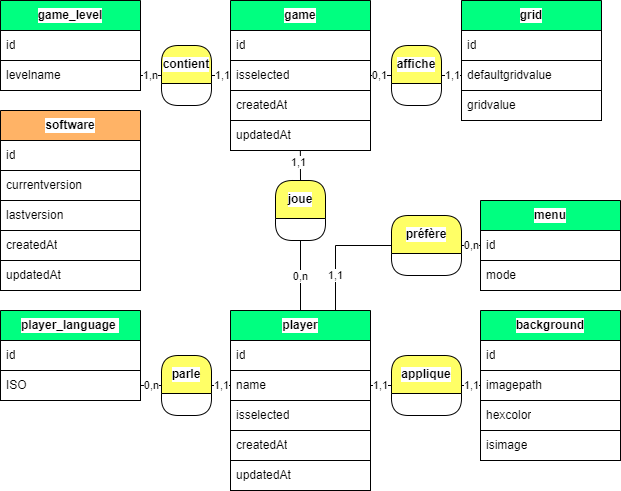 game_level
id
levelname
1,n
contient
1,1
game
id
isselected
createdAt
updatedAt
0,1
affiche
1,1
grid
id
defaultgridvalue
gridvalue
software
id
currentversion
lastversion
createdAt
updatedAt
1,1
joue
0,n
1,1
préfère
0,n
menu
id
mode
player_language
id
ISO
0,n
parle
1,1
player
id
name
isselected
createdAt
updatedAt
1,1
applique
1,1
background
id
imagepath
hexcolor
isimage